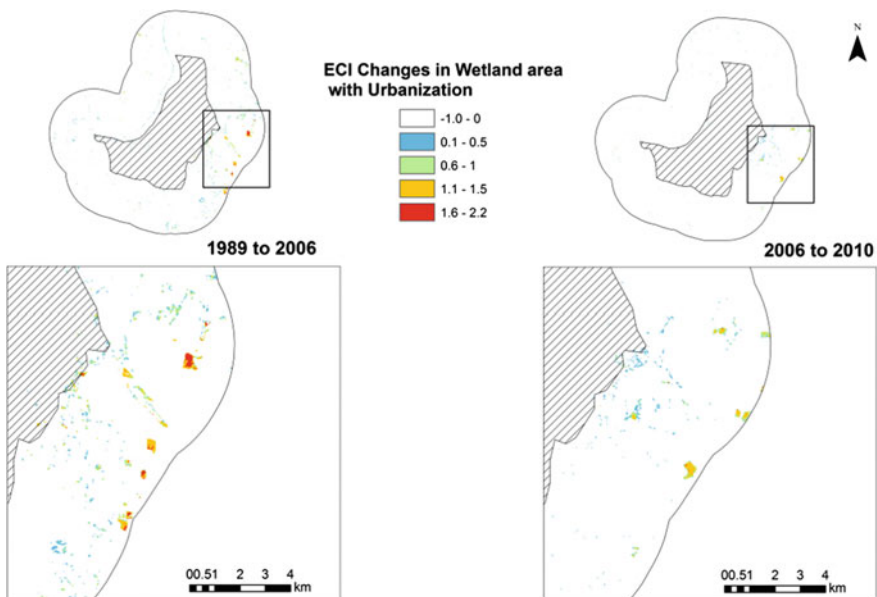 N
ECI Changes in Wetland area
with Urbanization
-1.0 - 0
0.1 - 0.5
0.6 - 1
1.1 - 1.5
1.6 - 2.2
1989 to 2006
2006 to 2010
00.51 2 3 4
km
00.51 2 3 4
km